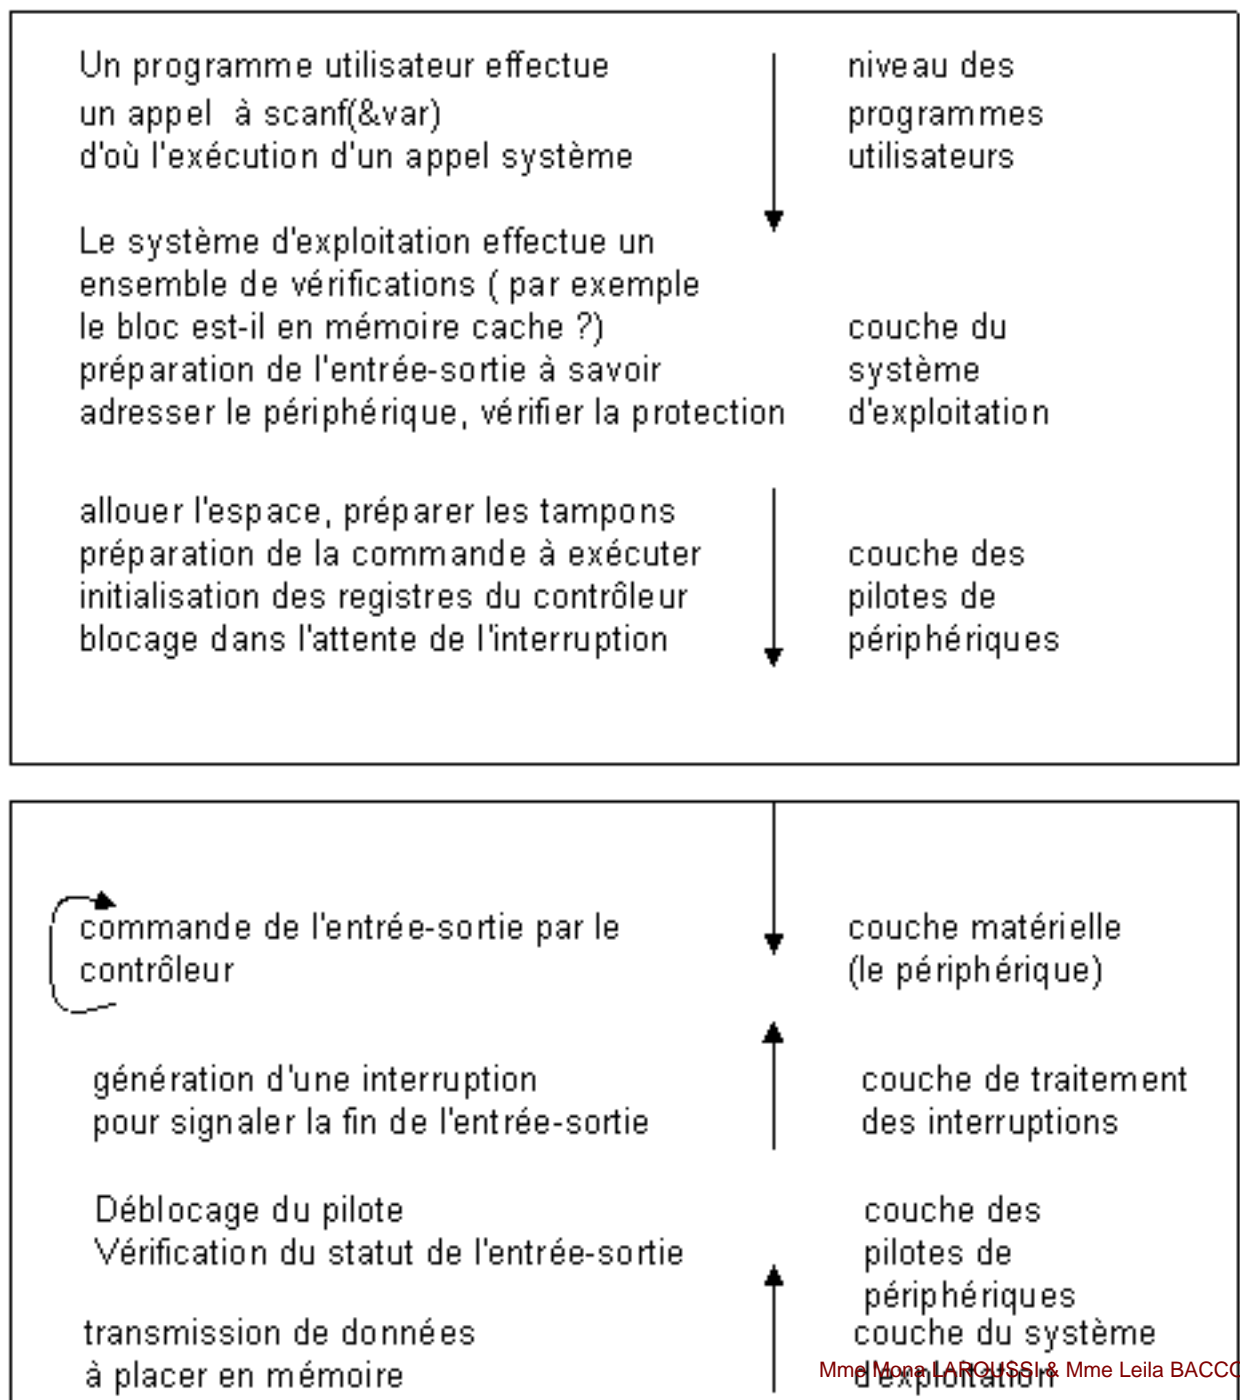 Un programme utilisateur effectue
un appel à scanf(&var)
d'où l'exécution d'un appel système
niveau des
programmes
utilisateurs
Le système d'exploitation effectue un
ensemble de vérifications ( par exemple
le bloc est-il en mémoire cache ?)
préparation de l'entrée-sortie à savoir
adresser le périphérique, vérifier la protection
couche du
système
d'exploitation
allouer l'espace, préparer les tampons
préparation de la commande à exécuter
initialisation des registres du contrôleur
blocage dans l'attente de l'interruption
couche des
pilotes de
périphériques
commande de l'entrée-sortie par le
contrôleur
couche matérielle
(le périphérique)
génération d'une interruption
pour signaler la fin de l'entrée-sortie
couche de traitement
des interruptions
Déblocage du pilote
Vérification du statut de l'entrée-sortie
couche des
pilotes de
périphériques
transmission de données
à placer en mémoire
couche du système
d'exploitation
Mme Mona LAROUSSI & Mme Leila